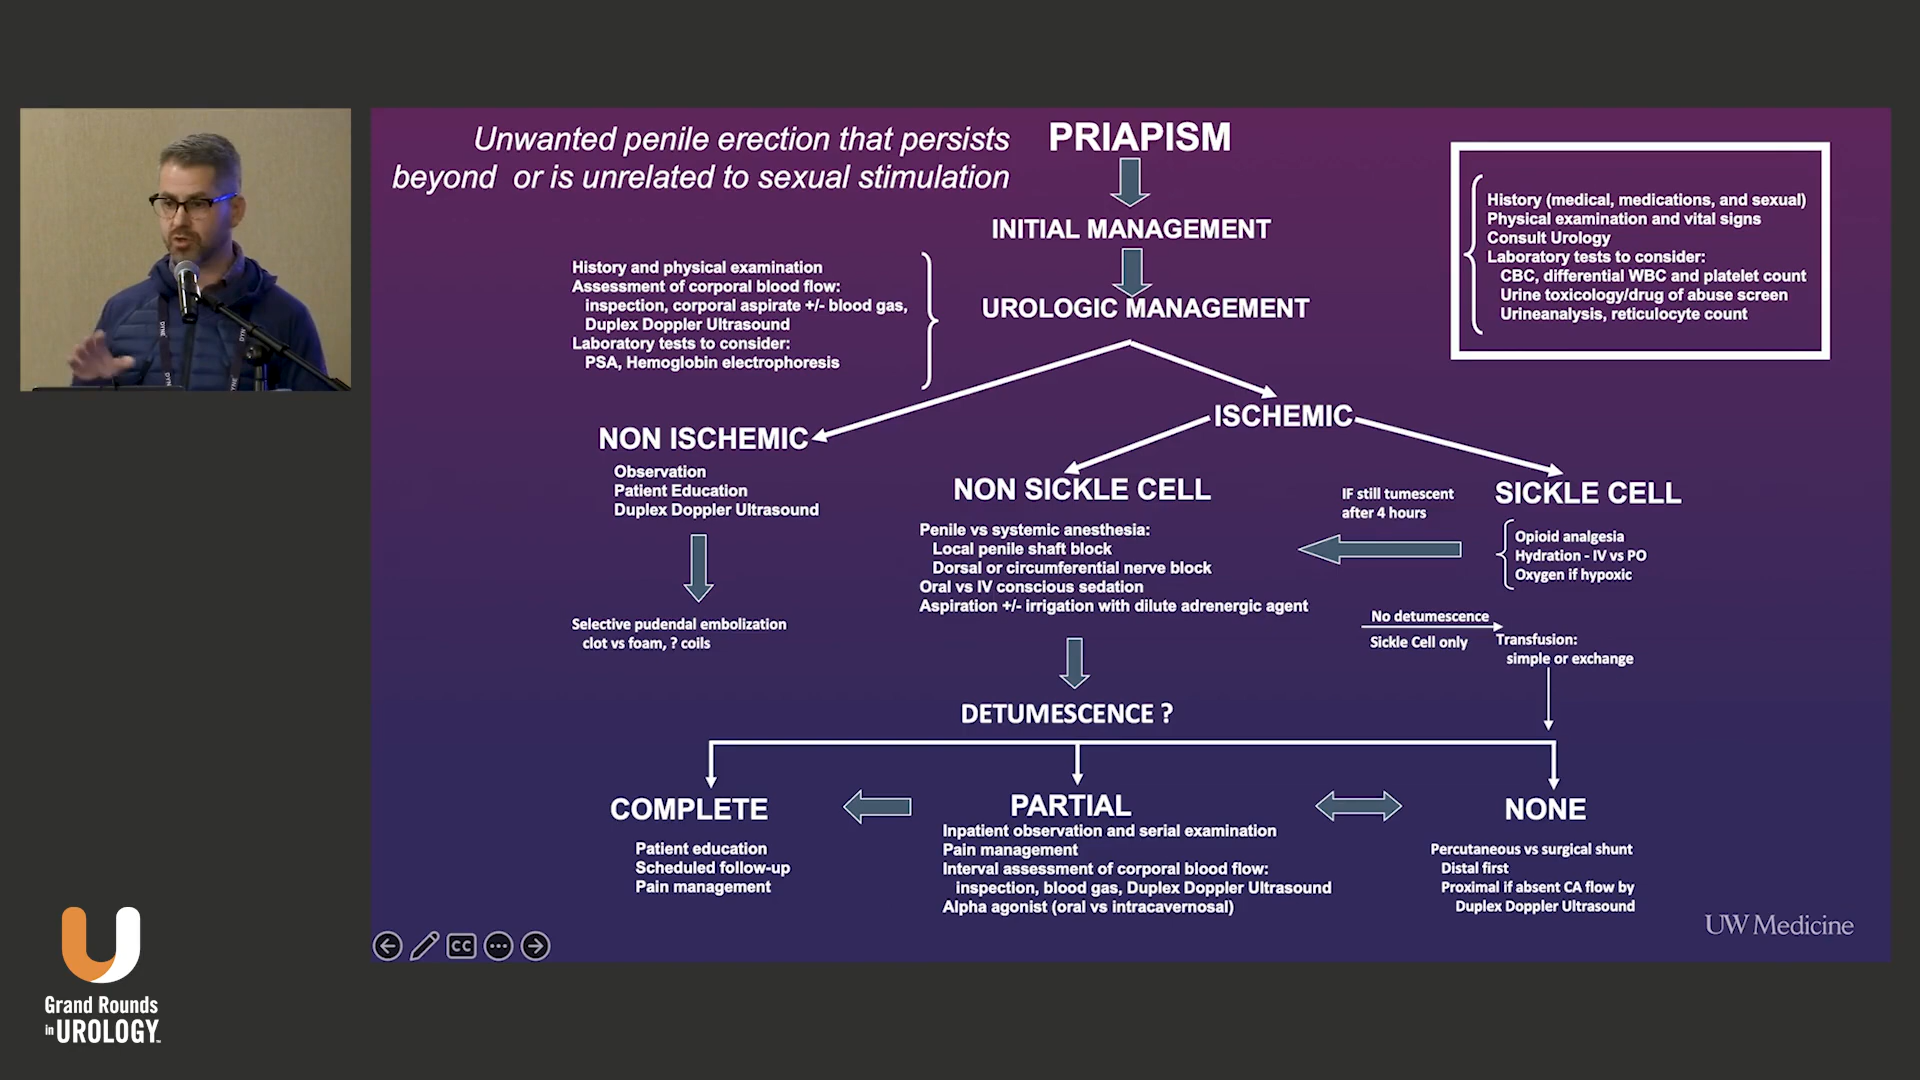 Unwanted penile erection that persists
beyond or is unrelated to sexual stimulation
PRIAPISM
INITIAL MANAGEMENT
History (medical, medications, and sexual)
Physical examination and vital signs
Consult Urology
Laboratory tests to consider:
CBC, differential WBC and platelet count
Urine toxicology/drug of abuse screen
Urineanalysis, reticulocyte count
History and physical examination
Assessment of corporal blood flow:
inspection, corporal aspirate +/- blood gas,
Duplex Doppler Ultrasound
Laboratory tests to consider:
PSA, Hemoglobin electrophoresis
UROLOGIC MANAGEMENT
NON ISCHEMIC
Observation
Patient Education
Duplex Doppler Ultrasound
Selective pudendal embolization
clot vs foam, ? coils
ISCHEMIC
NON SICKLE CELL
Penile vs systemic anesthesia:
Local penile shaft block
Dorsal or circumferential nerve block
Oral vs IV conscious sedation
Aspiration +/- irrigation with dilute adrenergic agent
IF still tumescent
after 4 hours
SICKLE CELL
Opioid analgesia
Hydration - IV vs PO
Oxygen if hypoxic
No detumescence
Sickle Cell only
Transfusion:
simple or exchange
DETUMESCENCE ?
COMPLETE
Patient education
Scheduled follow-up
Pain management
PARTIAL
Inpatient observation and serial examination
Pain management
Interval assessment of corporal blood flow:
inspection, blood gas, Duplex Doppler Ultrasound
Alpha agonist (oral vs intracavernosal)
NONE
Percutaneous vs surgical shunt
Distal first
Proximal if absent CA flow by
Duplex Doppler Ultrasound
UW Medicine
CC
Grand Rounds
in UROLOGY